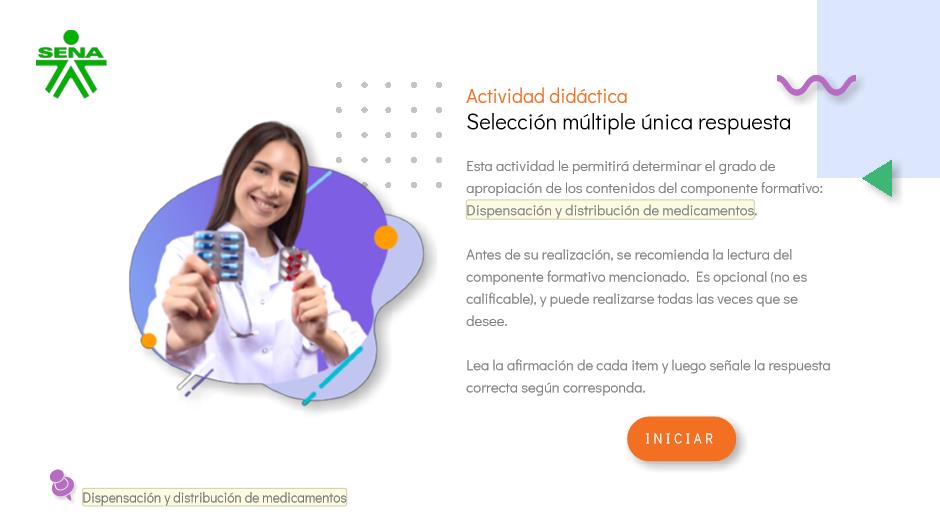 SENA
Actividad didáctica
Selección múltiple única respuesta
Esta actividad le permitirá determinar el grado de
apropiación de los contenidos del componente formativo:
Dispensación y distribución de medicamentos.
Antes de su realización, se recomienda la lectura del
componente formativo mencionado. Es opcional (no es
calificable), y puede realizarse todas las veces que se
desee.
Lea la afirmación de cada item y luego señale la respuesta
correcta según corresponda.
INICIAR
Dispensación y distribución de medicamentos